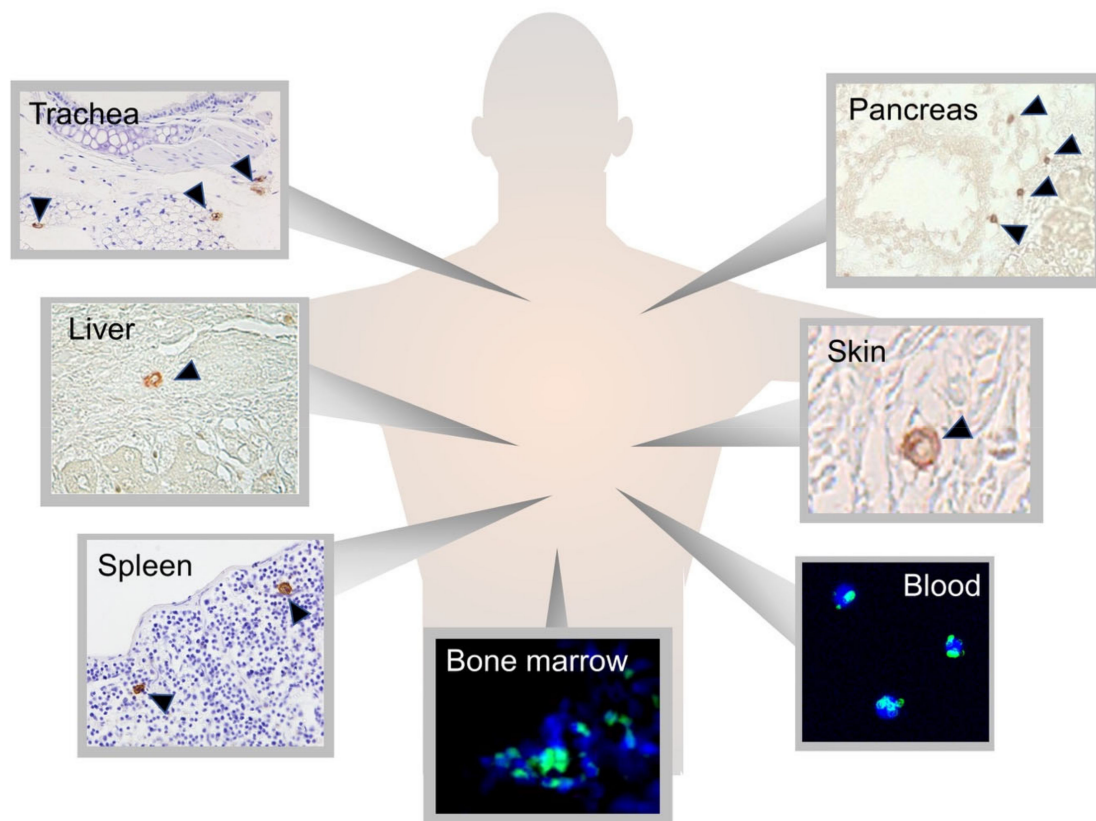 Trachea
Pancreas
Liver
Skin
Spleen
Blood
Bone marrow